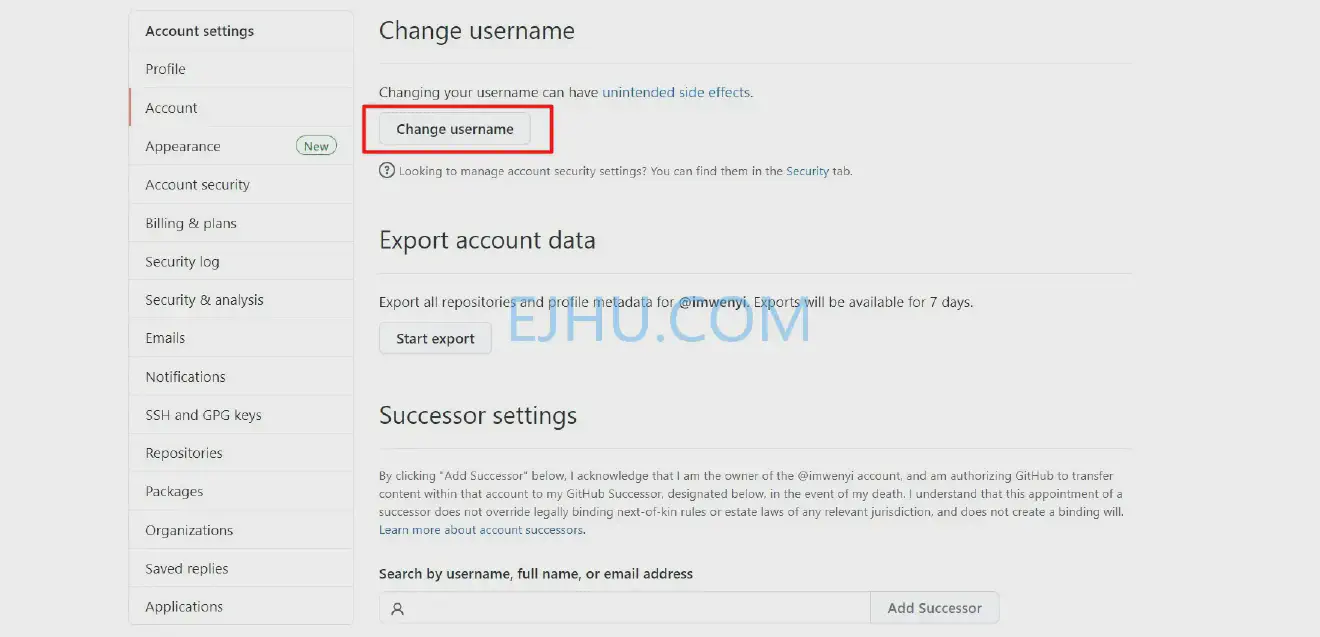 Account settings
Profile
Account
Appearance
New
Account security
Billing & plans
Security log
Security & analysis
Emails
Notifications
SSH and GPG keys
Repositories
Packages
Organizations
Saved replies
Applications
Change username
Changing your username can have unintended side effects.
Change username
Looking to manage account security settings? You can find them in the Security tab.
Export account data
Export all repositories and profile metadata for @imwenyi. Exports will be available for 7 days.
Start export
EJHU.COM
Successor settings
By clicking "Add Successor" below, I acknowledge that I am the owner of the @imwenyi account, and am authorizing GitHub to transfer
content within that account to my GitHub Successor, designated below, in the event of my death. I understand that this appointment of a
successor does not override legally binding next-of-kin rules or estate laws of any relevant jurisdiction, and does not create a binding will.
Learn more about account successors.
Search by username, full name, or email address
Add Successor